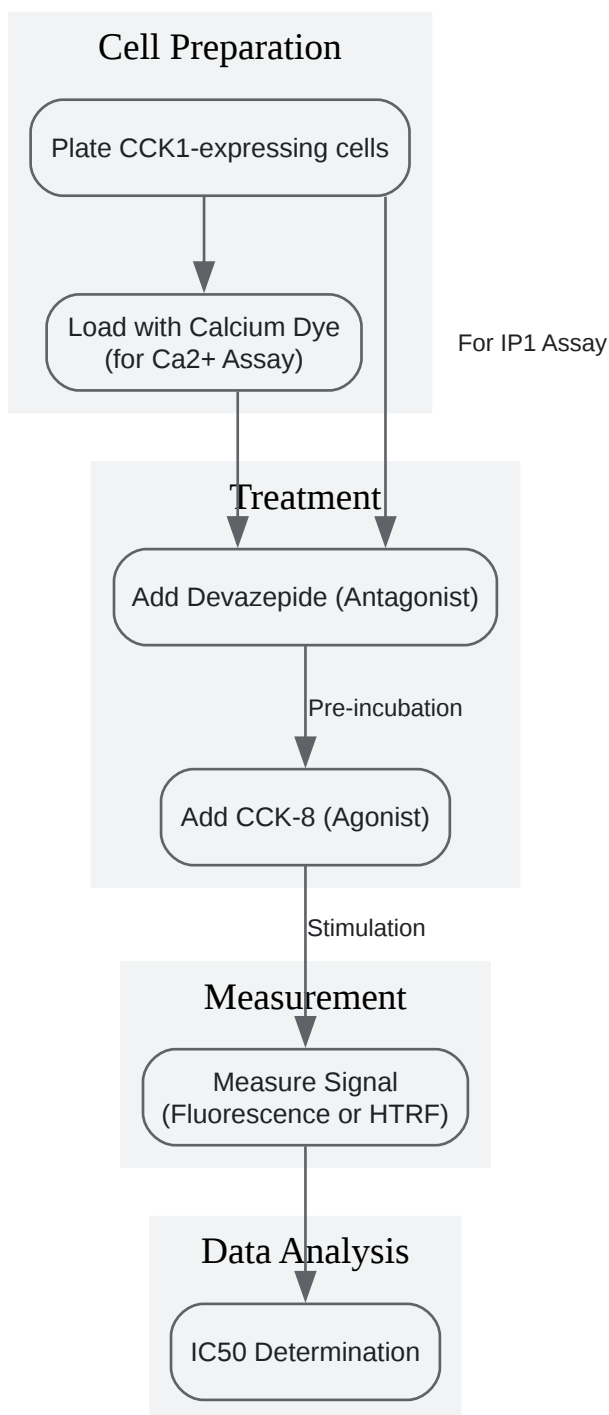 Cell Preparation
Plate CCK1-expressing cells
Load with Calcium Dye
(for Ca2+ Assay)
For IP1 Assay
Treatment
Add Devazepide (Antagonist)
Pre-incubation
Add CCK-8 (Agonist)
Stimulation
Measurement
Measure Signal
(Fluorescence or HTRF)
Data Analysis
IC50 Determination